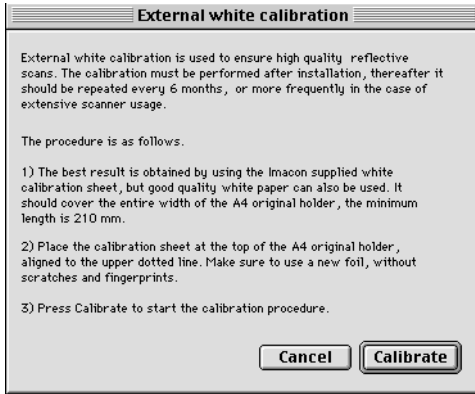 External white calibration
External white calibration is used to ensure high quality reflective
scans. The calibration must be performed after installation, thereafter it
should be repeated every 6 months, or more frequently in the case of
extensive scanner usage.
The procedure is as follows.
1) The best result is obtained by using the Imacon supplied white
calibration sheet, but good quality white paper can also be used. It
should cover the entire width of the A4 original holder, the minimum
length is 210 mm.
2) Place the calibration sheet at the top of the A4 original holder,
aligned to the upper dotted line. Make sure to use a new foil, without
scratches and fingerprints.
3) Press Calibrate to start the calibration procedure.
Cancel Calibrate